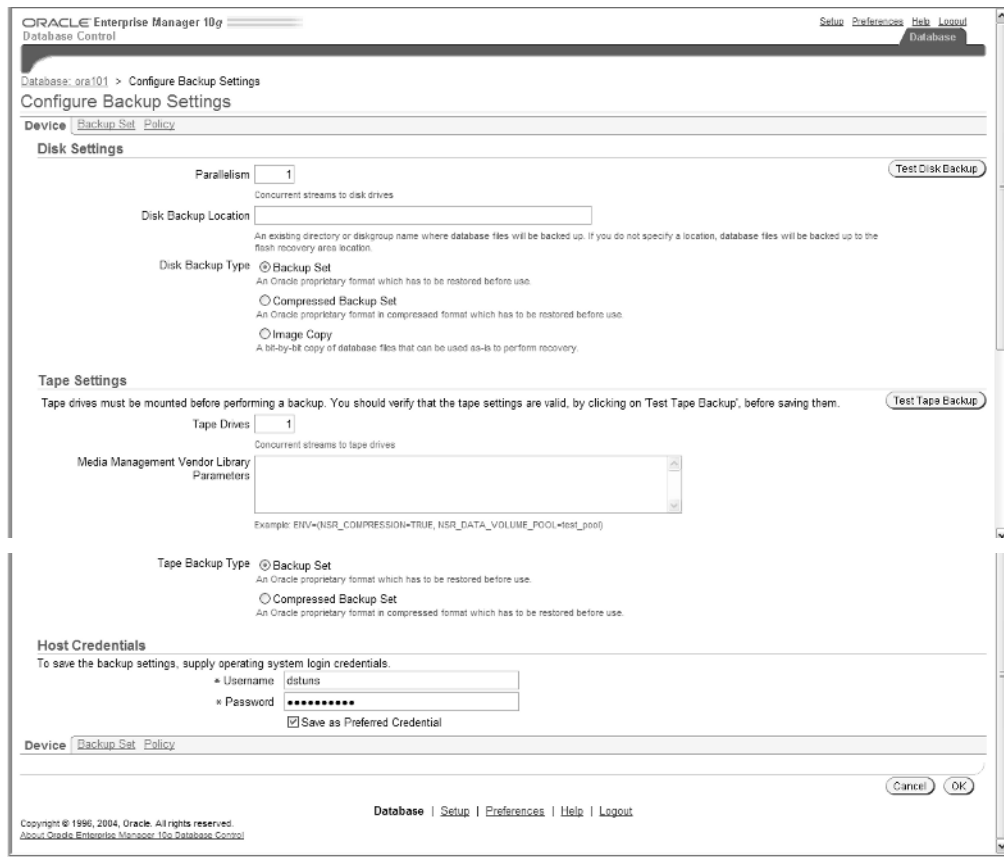 ORACLE Enterprise Manager 10g
Database Control
Setup Preferences Help Logout
Database
Database: ora101 > Configure Backup Settings
Configure Backup Settings
Device Backup Set Policy
Disk Settings
Test Disk Backup
Parallelism 1
Concurrent streams to disk drives
Disk Backup Location
An existing directory or diskgroup name where database files will be backed up. If you do not specify a location, database files will be backed up to the
flash recovery area location.
Disk Backup Type Backup Set
An Oracle proprietary format which has to be restored before use.
Compressed Backup Set
An Oracle proprietary format in compressed format which has to be restored before use.
Image Copy
A bit-by-bit copy of database files that can be used as-is to perform recovery.
Tape Settings
Tape drives must be mounted before performing a backup. You should verify that the tape settings are valid, by clicking on 'Test Tape Backup', before saving them.
Test Tape Backup
Tape Drives 1
Concurrent streams to tape drives
Media Management Vendor Library
Parameters
Example: ENV=(NSR_COMPRESSION=TRUE, NSR_DATA_VOLUME_POOL=test_pool)
Tape Backup Type Backup Set
An Oracle proprietary format which has to be restored before use.
Compressed Backup Set
An Oracle proprietary format in compressed format which has to be restored before use.
Host Credentials
To save the backup settings, supply operating system login credentials.
* Username dstuns
* Password ••••••••••
Save as Preferred Credential
Device Backup Set Policy
Cancel OK
Database | Setup | Preferences | Help | Logout
Copyright © 1996, 2004, Oracle. All rights reserved.
About Oracle Enterprise Manager 10g Database Control